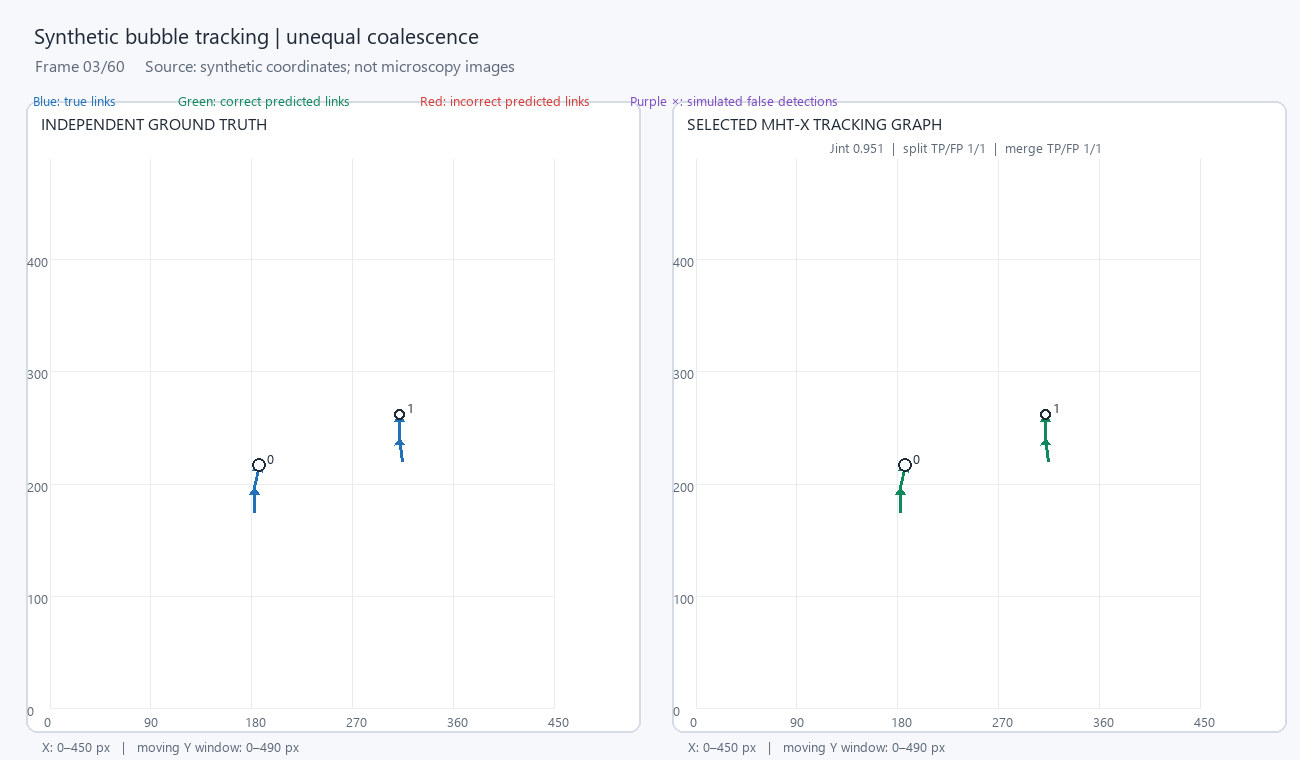 Synthetic bubble tracking | unequal coalescence
Frame 03/60 Source: synthetic coordinates; not microscopy images
Blue: true links Green: correct predicted links Red: incorrect predicted links Purple ×: simulated false detections
INDEPENDENT GROUND TRUTH
400
300
200
100
0
0 90 180 270 360 450
1
0
X: 0–450 px | moving Y window: 0–490 px
SELECTED MHT-X TRACKING GRAPH
Jint 0.951 | split TP/FP 1/1 | merge TP/FP 1/1
400
300
200
100
0
0 90 180 270 360 450
1
0
X: 0–450 px | moving Y window: 0–490 px